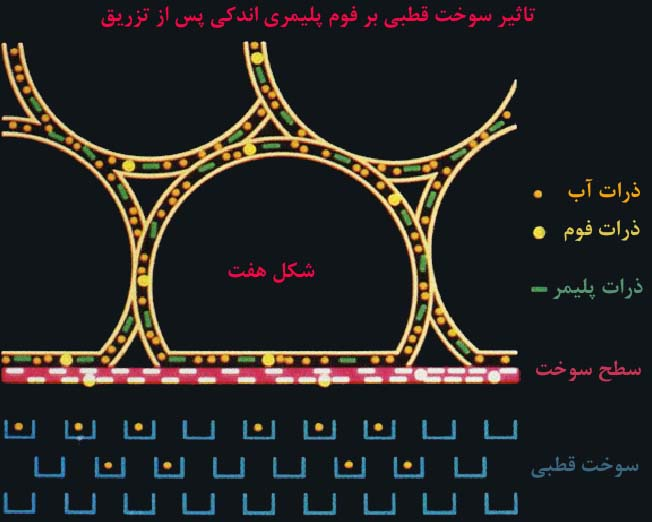 تاثیر سوخت قطبی بر فوم پلیمری اندکی پس از تزریق
ذرات آب
ذرات فوم
شکل هفت
ذرات پلیمر
سطح سوخت
سوخت قطبی